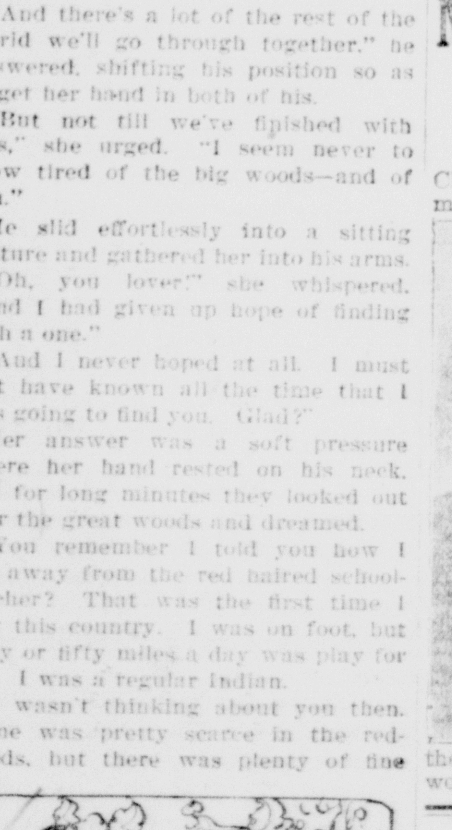 And there's a lot of the rest of the
rld we'll go through together." he
wered, shifting his position so as
get her hand in both of his.
But not till we've finished with
s," she urged. "I seem never to
w tired of the big woods—and of
."
e slid effortlessly into a sitting
ture and gathered her into his arms.
Oh, you lover!" she whispered.
nd I had given up hope of finding
h a one."
And I never hoped at all. I must
t have known all the time that I
s going to find you. Glad?"
er answer was a soft pressure
ere her hand rested on his neck.
for long minutes they looked out
r the great woods and dreamed.
You remember I told you how I
away from the red haired school-
cher? That was the first time I
this country. I was on foot, but
y or fifty miles a day was play for
I was a regular Indian.
wasn't thinking about you then.
me was pretty scarce in the red-
ds, but there was plenty of fine